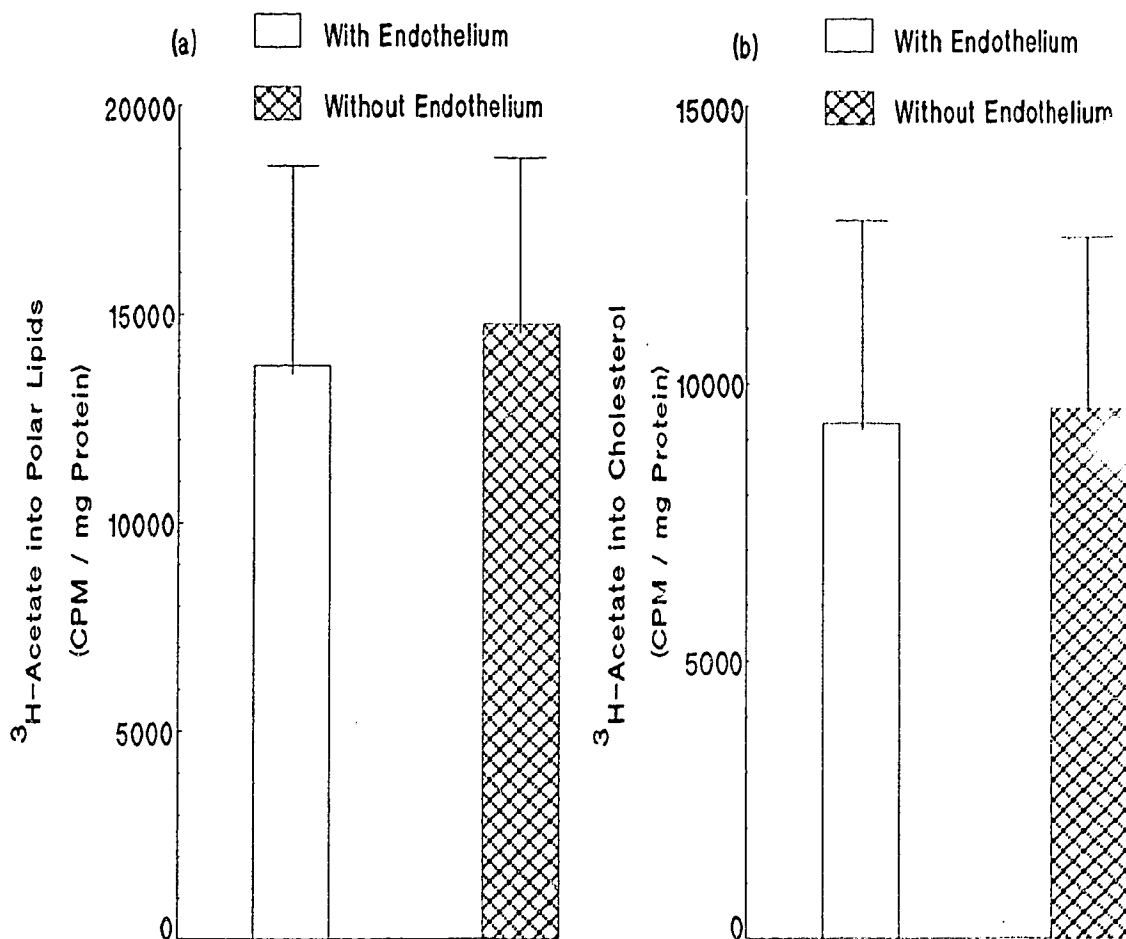 (a)
With Endothelium
Without Endothelium
20000
15000
10000
5000
0
³H-Acetate into Polar Lipids
(CPM / mg Protein)
(b)
With Endothelium
Without Endothelium
15000
10000
5000
0
³H-Acetate into Cholesterol
(CPM / mg Protein)